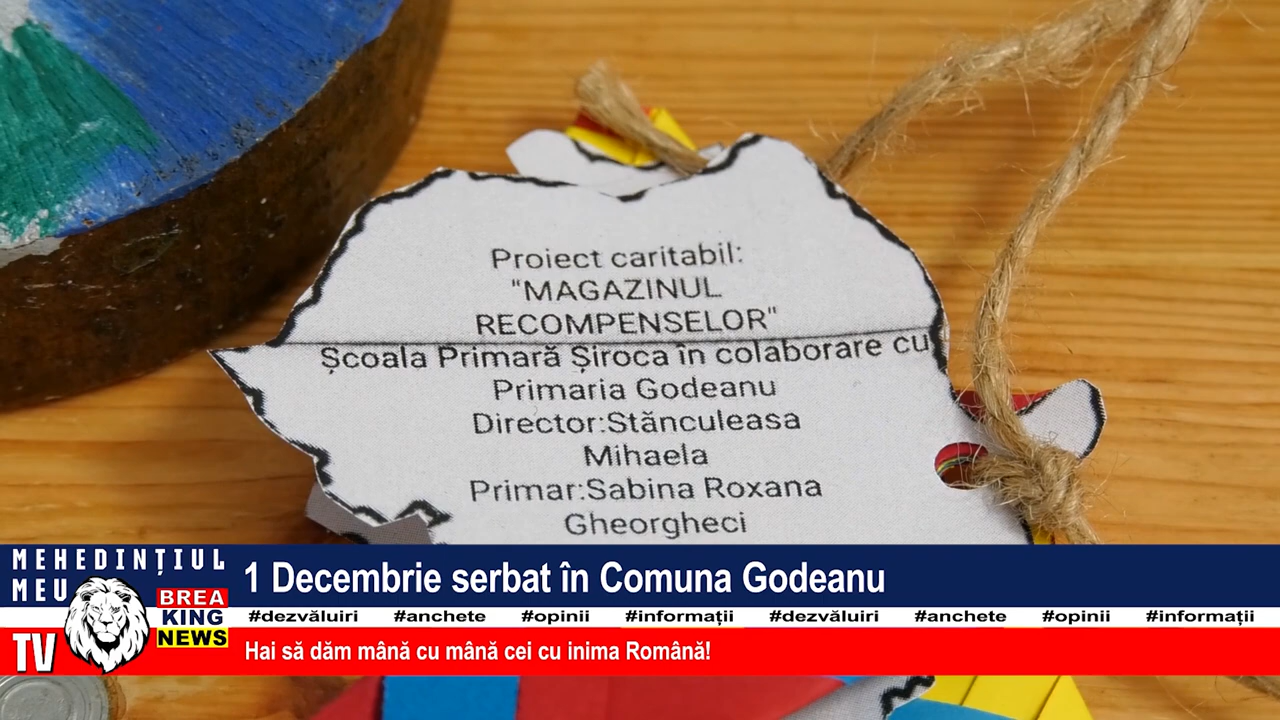 Proiect caritabil:
"MAGAZINUL
RECOMPENSELOR"
Școala Primară Șiroca în colaborare cu
Primaria Godeanu
Director:Stănculeasa
Mihaela
Primar:Sabina Roxana
Gheorgheci
MEHEDINȚIUL
MEU
BREA
KING
NEWS
TV
1 Decembrie serbat în Comuna Godeanu
#dezvăluiri #anchete #opinii #informații #dezvăluiri #anchete #opinii #informații
Hai să dăm mână cu mână cei cu inima Română!